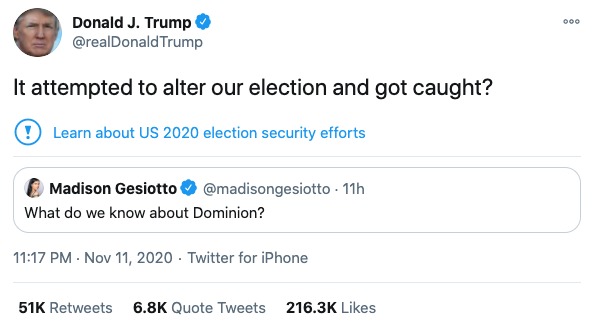 Donald J. Trump
@realDonaldTrump
It attempted to alter our election and got caught?
Learn about US 2020 election security efforts
Madison Gesiotto @madisongesiotto · 11h
What do we know about Dominion?
11:17 PM · Nov 11, 2020 · Twitter for iPhone
51K Retweets 6.8K Quote Tweets 216.3K Likes